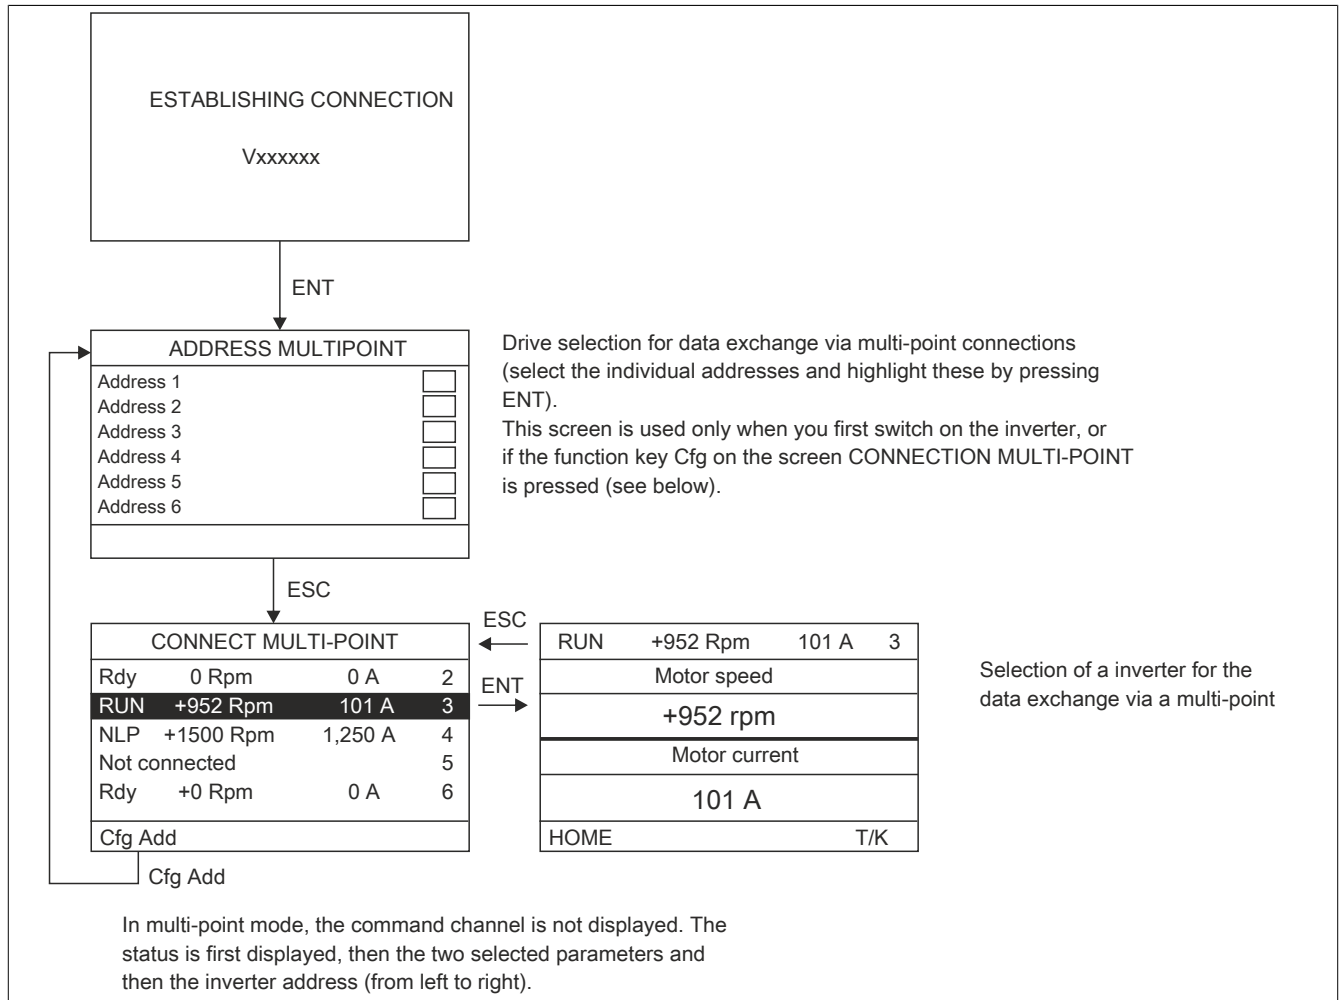 ESTABLISHING CONNECTION
Vxxxxxx
ENT
ADDRESS MULTIPOINT
Address 1
Address 2
Address 3
Address 4
Address 5
Address 6
Drive selection for data exchange via multi-point connections
(select the individual addresses and highlight these by pressing
ENT).
This screen is used only when you first switch on the inverter, or
if the function key Cfg on the screen CONNECTION MULTI-POINT
is pressed (see below).
ESC
CONNECT MULTI-POINT
Rdy 0 Rpm 0 A 2
RUN +952 Rpm 101 A 3
NLP +1500 Rpm 1,250 A 4
Not connected 5
Rdy +0 Rpm 0 A 6
Cfg Add
Cfg Add
ESC
ENT
RUN +952 Rpm 101 A 3
Motor speed
+952 rpm
Motor current
101 A
HOME T/K
Selection of a inverter for the
data exchange via a multi-point
In multi-point mode, the command channel is not displayed. The
status is first displayed, then the two selected parameters and
then the inverter address (from left to right).